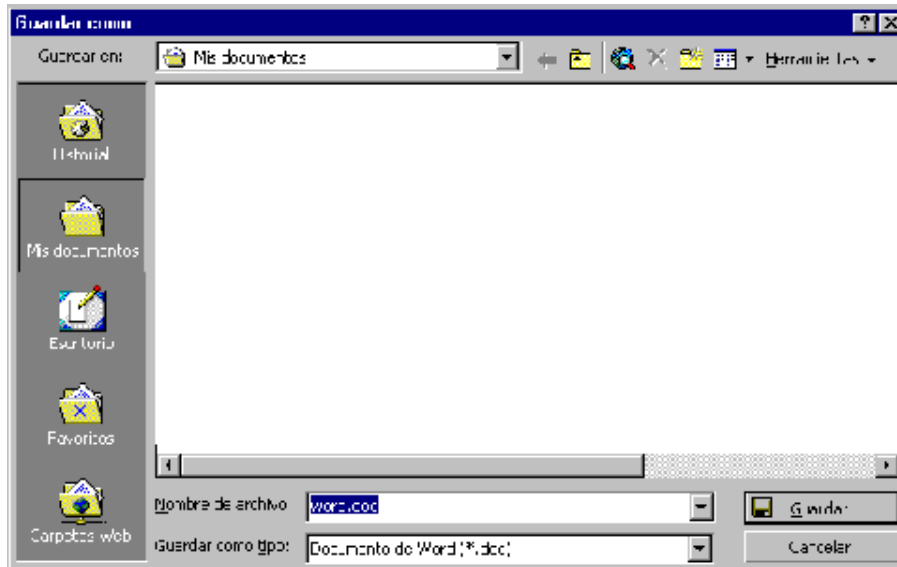 Guardar como
Guardar en:
Mis documentos
Herramientas
Historial
Mis documentos
Escritorio
Favoritos
Carpetas Web
Nombre de archivo
word.doc
Guardar
Guardar como tipo:
Documento de Word (*.doc)
Cancelar